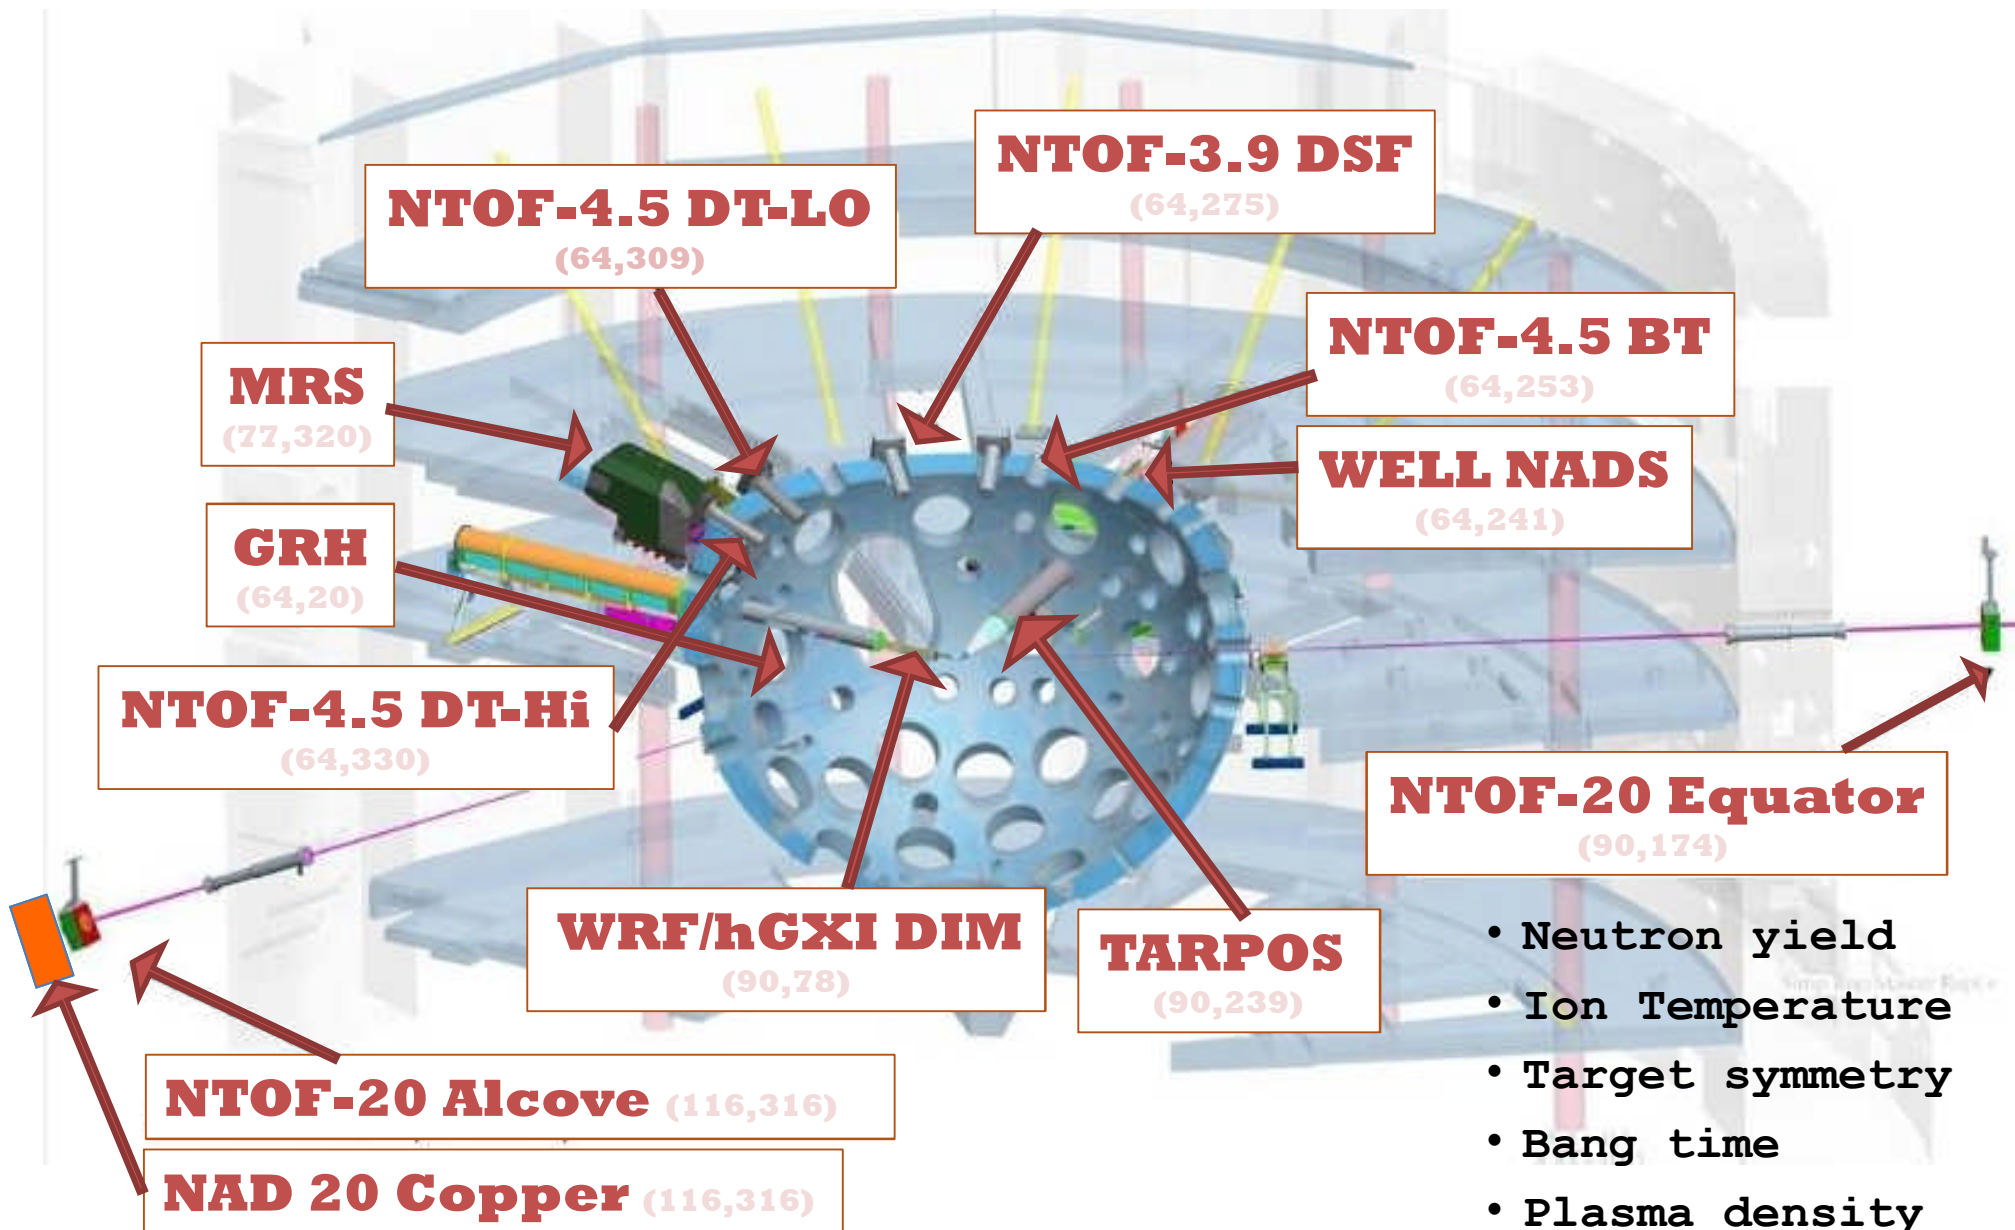 NTOF-3.9 DSF
(64,275)
NTOF-4.5 DT-LO
(64,309)
NTOF-4.5 BT
(64,253)
MRS
(77,320)
WELL NADS
(64,241)
GRH
(64,20)
NTOF-4.5 DT-Hi
(64,330)
NTOF-20 Equator
(90,174)
WRF/hGXI DIM
(90,78)
TARPOS
(90,239)
• Neutron yield
• Ion Temperature
• Target symmetry
• Bang time
• Plasma density
NTOF-20 Alcove (116,316)
NAD 20 Copper (116,316)